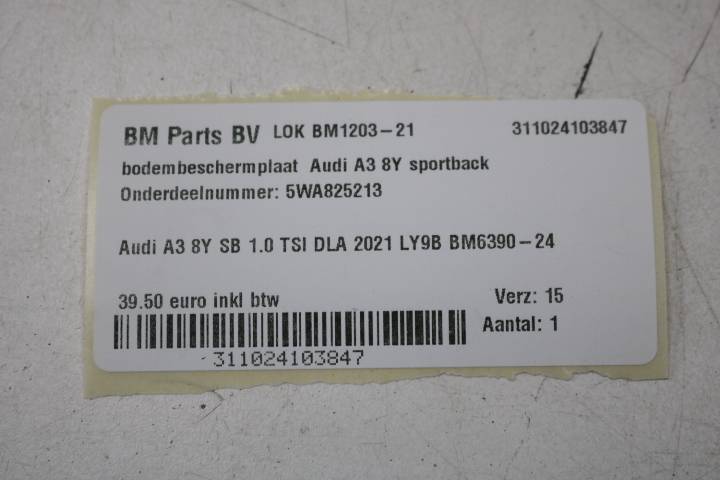 BM Parts BV LOK BM1203-21 311024103847
bodembeschermplaat Audi A3 8Y sportback
Onderdeelnummer: 5WA825213
Audi A3 8Y SB 1.0 TSI DLA 2021 LY9B BM6390-24
39.50 euro inkl btw Verz: 15
Aantal: 1
311024103847